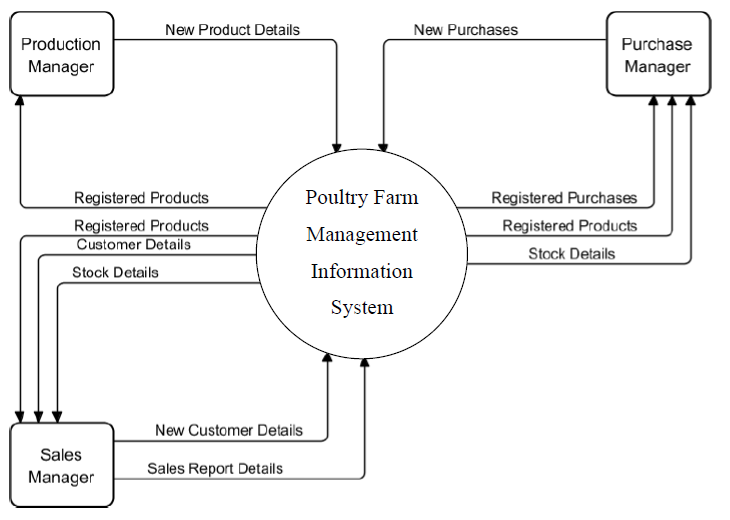 New Product Details
New Purchases
Production
Manager
Purchase
Manager
Registered Products
Registered Purchases
Registered Products
Registered Products
Customer Details
Stock Details
Stock Details
Poultry Farm
Management
Information
System
New Customer Details
Sales Report Details
Sales
Manager